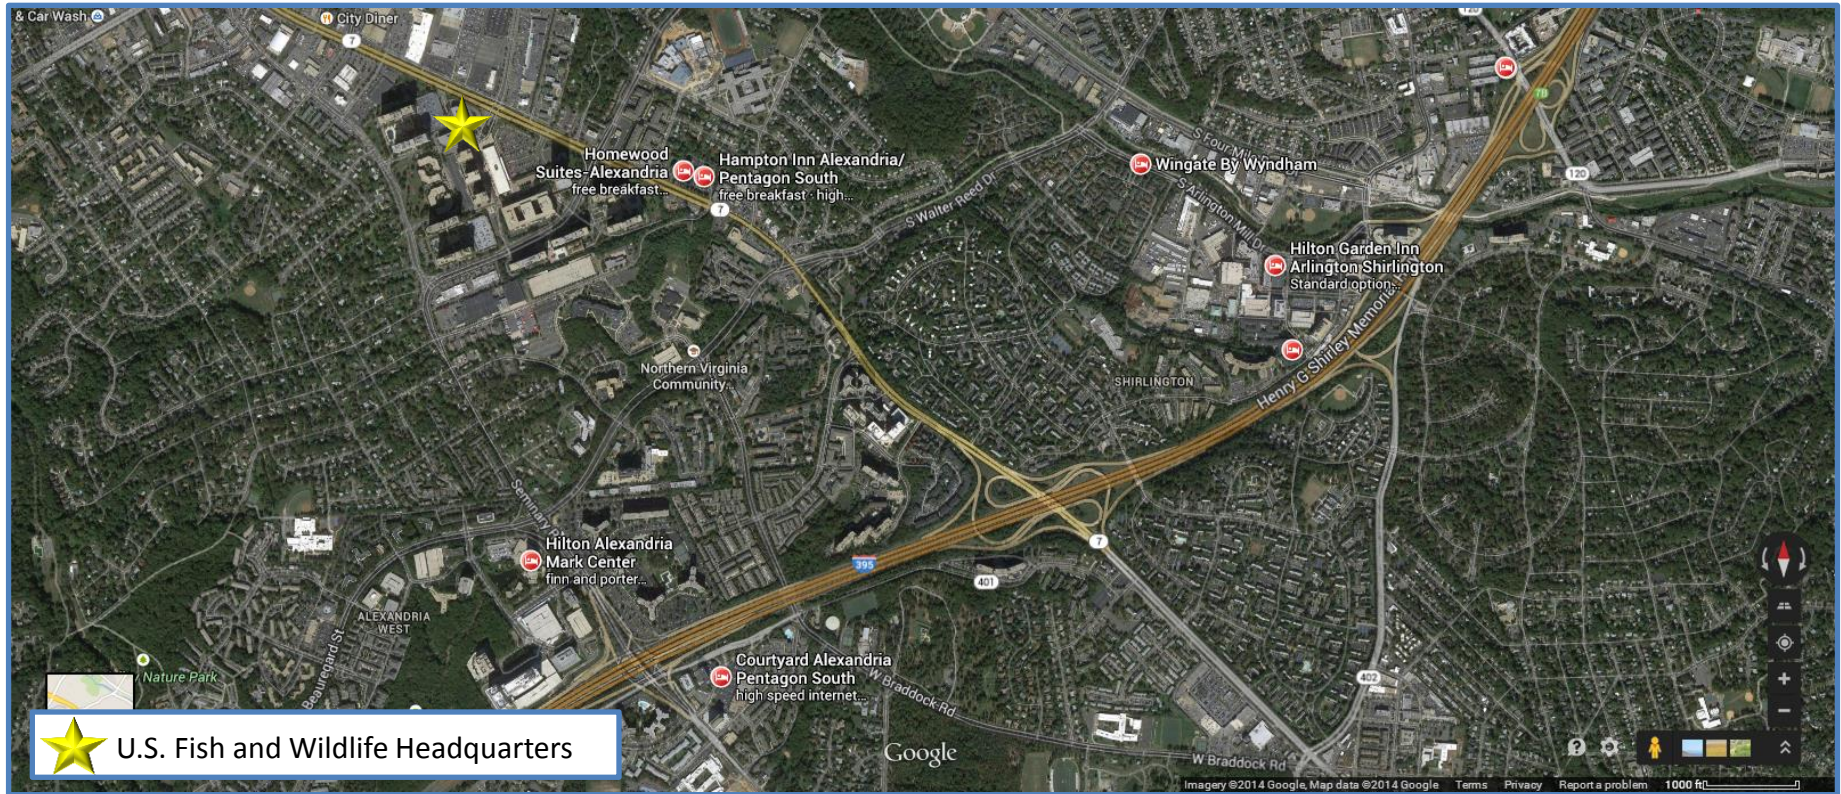 & Car Wash
City Diner
7
120
7B
S Four Mil
Wingate By Wyndham
120
Homewood
Suites-Alexandria
free breakfast...
Hampton Inn Alexandria/
Pentagon South
free breakfast · high...
7
S Walter Reed Dr
S Arlington Mill Dr
Hilton Garden Inn
Arlington Shirlington
Standard option...
Henry G Shirley Memoria
Northern Virginia
Community...
SHIRLINGTON
Seminary
Hilton Alexandria
Mark Center
finn and porter...
395
401
7
ALEXANDRIA
WEST
Beauregard St
Nature Park
Courtyard Alexandria
Pentagon South
high speed internet...
W Braddock Rd
402
U.S. Fish and Wildlife Headquarters
Google
W Braddock Rd
Imagery ©2014 Google, Map data ©2014 Google Terms Privacy Report a problem 1000 ft